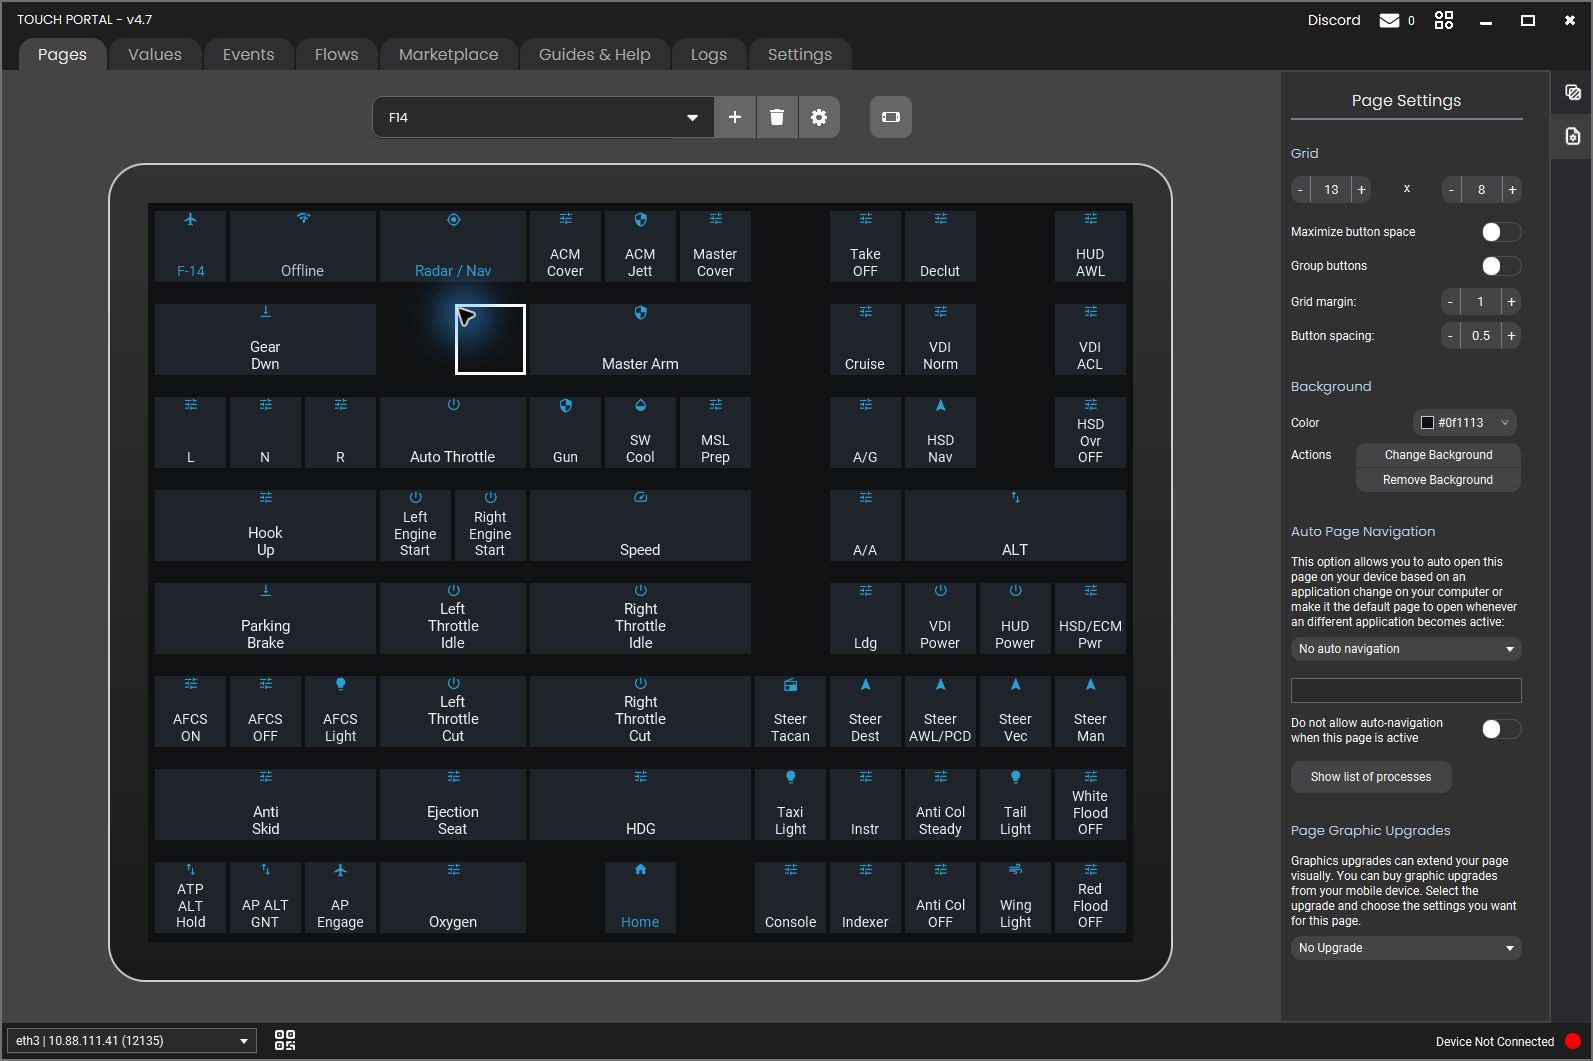 TOUCH PORTAL - v4.7
Discord
0
Pages
Values
Events
Flows
Marketplace
Guides & Help
Logs
Settings
F14
F-14
Offline
Radar / Nav
ACM
Cover
ACM
Jett
Master
Cover
Take
OFF
Declut
HUD
AWL
Gear
Dwn
Master Arm
Cruise
VDI
Norm
VDI
ACL
L
N
R
Auto Throttle
Gun
SW
Cool
MSL
Prep
A/G
HSD
Nav
HSD
Ovr
OFF
Hook
Up
Left
Engine
Start
Right
Engine
Start
Speed
A/A
ALT
Parking
Brake
Left
Throttle
Idle
Right
Throttle
Idle
Ldg
VDI
Power
HUD
Power
HSD/ECM
Pwr
AFCS
ON
AFCS
OFF
AFCS
Light
Left
Throttle
Cut
Right
Throttle
Cut
Steer
Tacan
Steer
Dest
Steer
AWL/PCD
Steer
Vec
Steer
Man
Anti
Skid
Ejection
Seat
HDG
Taxi
Light
Instr
Anti Col
Steady
Tail
Light
White
Flood
OFF
ATP
ALT
Hold
AP ALT
GNT
AP
Engage
Oxygen
Home
Console
Indexer
Anti Col
OFF
Wing
Light
Red
Flood
OFF
Page Settings
Grid
- 13 + x - 8 +
Maximize button space
Group buttons
Grid margin: - 1 +
Button spacing: - 0.5 +
Background
Color #0f1113
Actions Change Background
Remove Background
Auto Page Navigation
This option allows you to auto open this
page on your device based on an
application change on your computer or
make it the default page to open whenever
an different application becomes active:
No auto navigation
Do not allow auto-navigation
when this page is active
Show list of processes
Page Graphic Upgrades
Graphics upgrades can extend your page
visually. You can buy graphic upgrades
from your mobile device. Select the
upgrade and choose the settings you want
for this page.
No Upgrade
eth3 | 10.88.111.41 (12135)
Device Not Connected